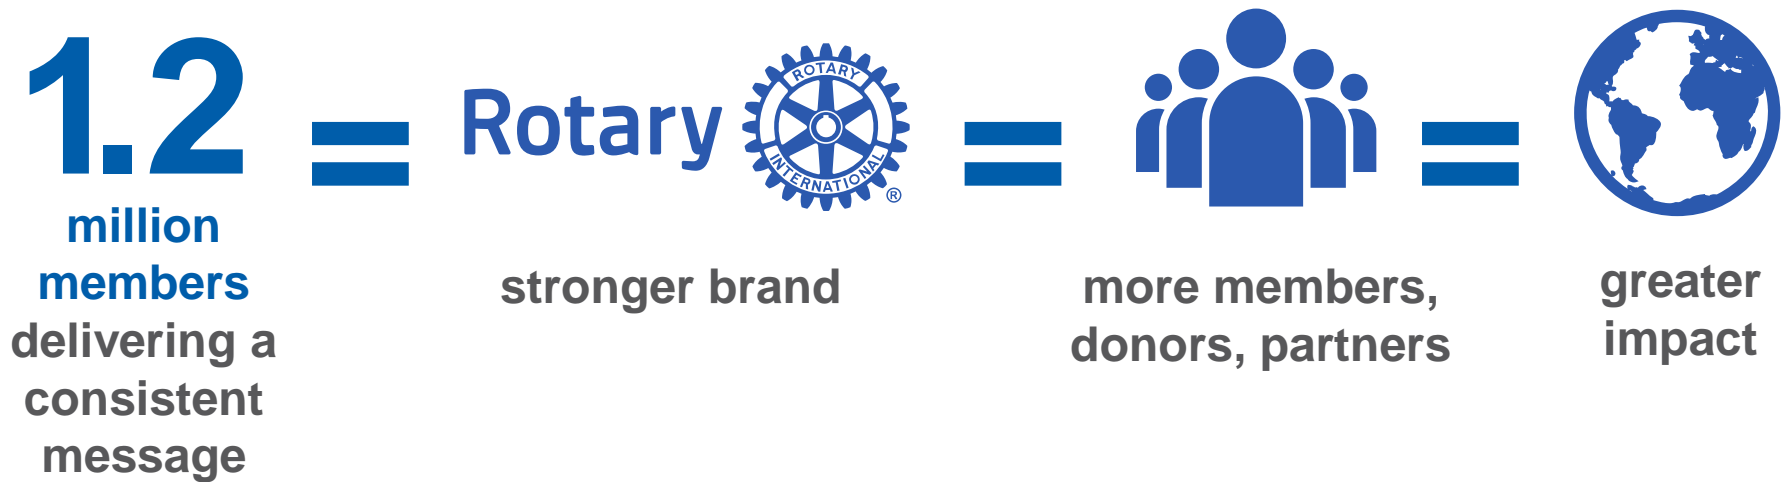 1.2
million
members
delivering a
consistent
message
=
Rotary
ROTARY
INTERNATIONAL
®
stronger brand
=
more members,
donors, partners
=
greater
impact